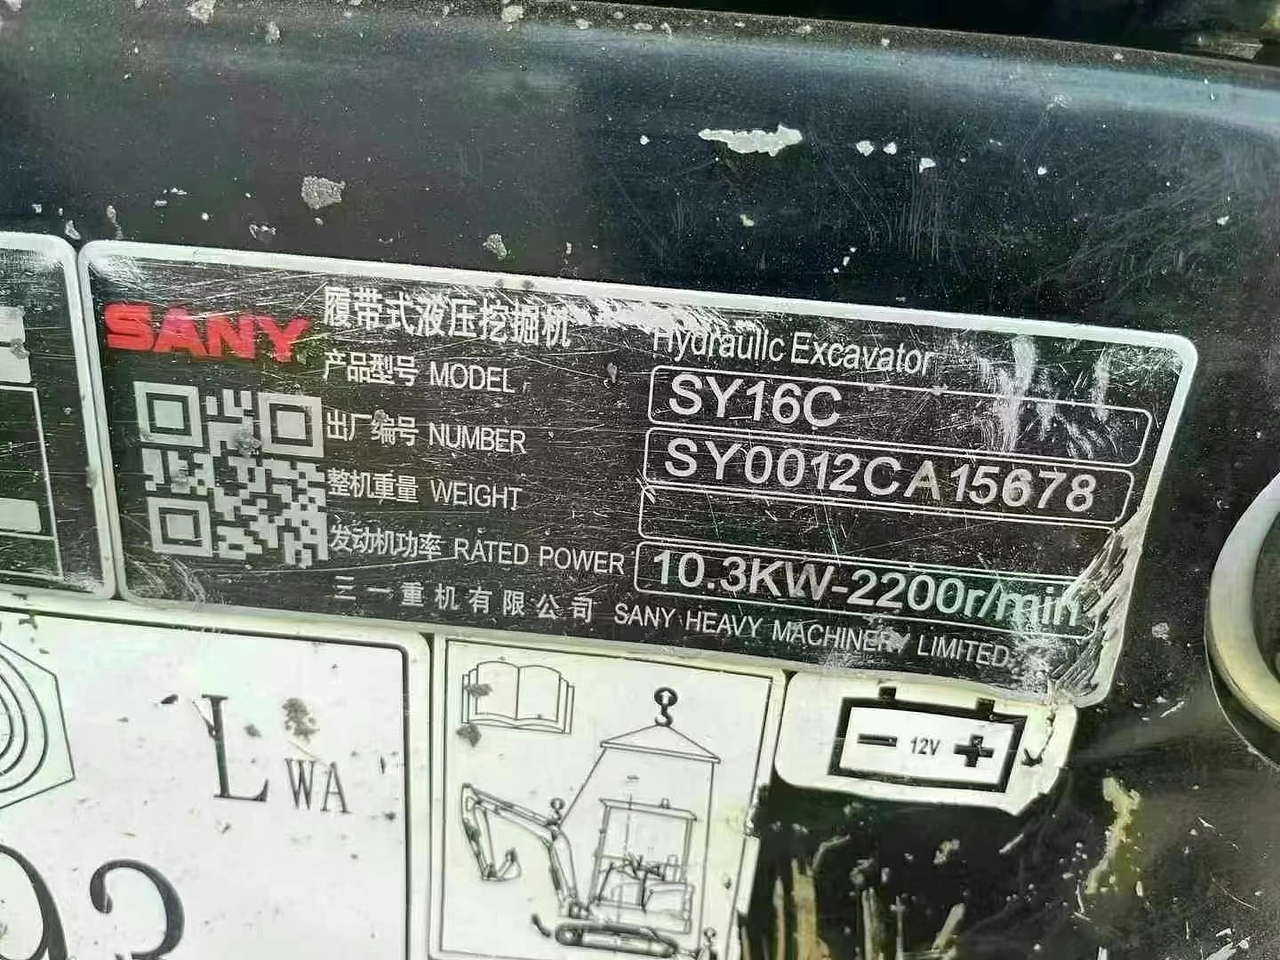 SANY 履带式液压挖掘机 Hydraulic Excavator
产品型号 MODEL SY16C
出厂编号 NUMBER SY0012CA15678
整机重量 WEIGHT
发动机功率 RATED POWER 10.3KW-2200r/min
三一重机有限公司 SANY HEAVY MACHINERY LIMITED
LWA
93
12V